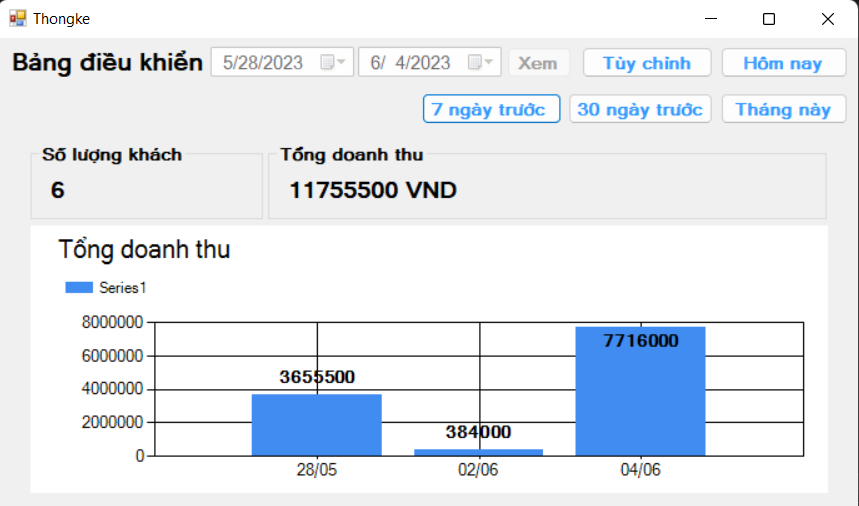 Thongke
Bảng điều khiển 5/28/2023 6/ 4/2023 Xem Tùy chỉnh Hôm nay
7 ngày trước 30 ngày trước Tháng này
Số lượng khách Tổng doanh thu
6 11755500 VND
Tổng doanh thu
Series1
8000000
7716000
6000000
3655500
4000000
2000000
384000
0
28/05 02/06 04/06